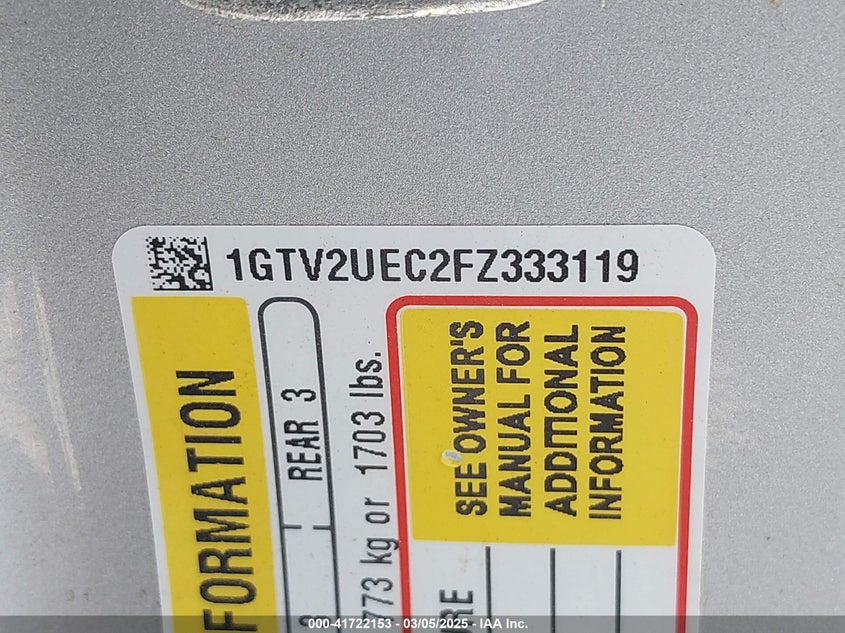 1GTV2UEC2FZ333119
FORMATION
REAR 3
773 kg or 1703 lbs.
SEE OWNER'S
MANUAL FOR
ADDITIONAL
INFORMATION
000-41722153 - 03/05/2025 - IAA Inc.